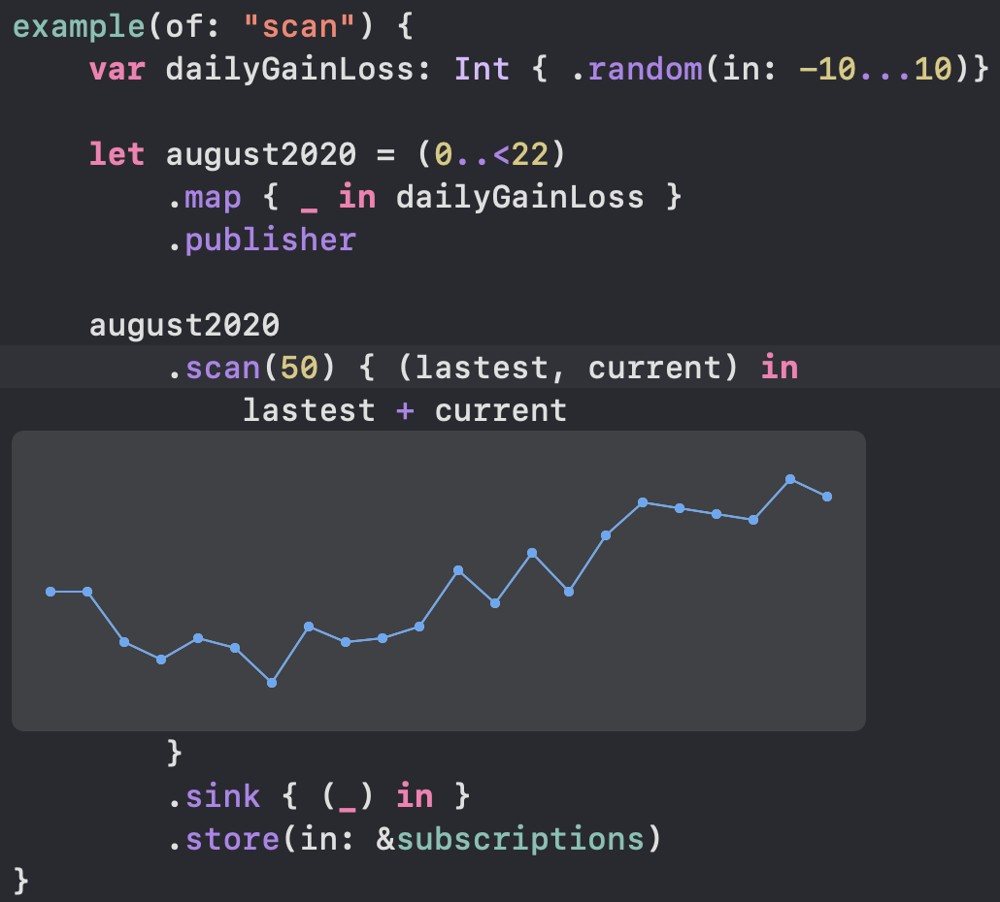 example(of: "scan") {
    var dailyGainLoss: Int { .random(in: -10...10)}

    let august2020 = (0..<22)
        .map { _ in dailyGainLoss }
        .publisher

    august2020
        .scan(50) { (lastest, current) in
            lastest + current
        }
        .sink { (_) in }
        .store(in: &subscriptions)
}